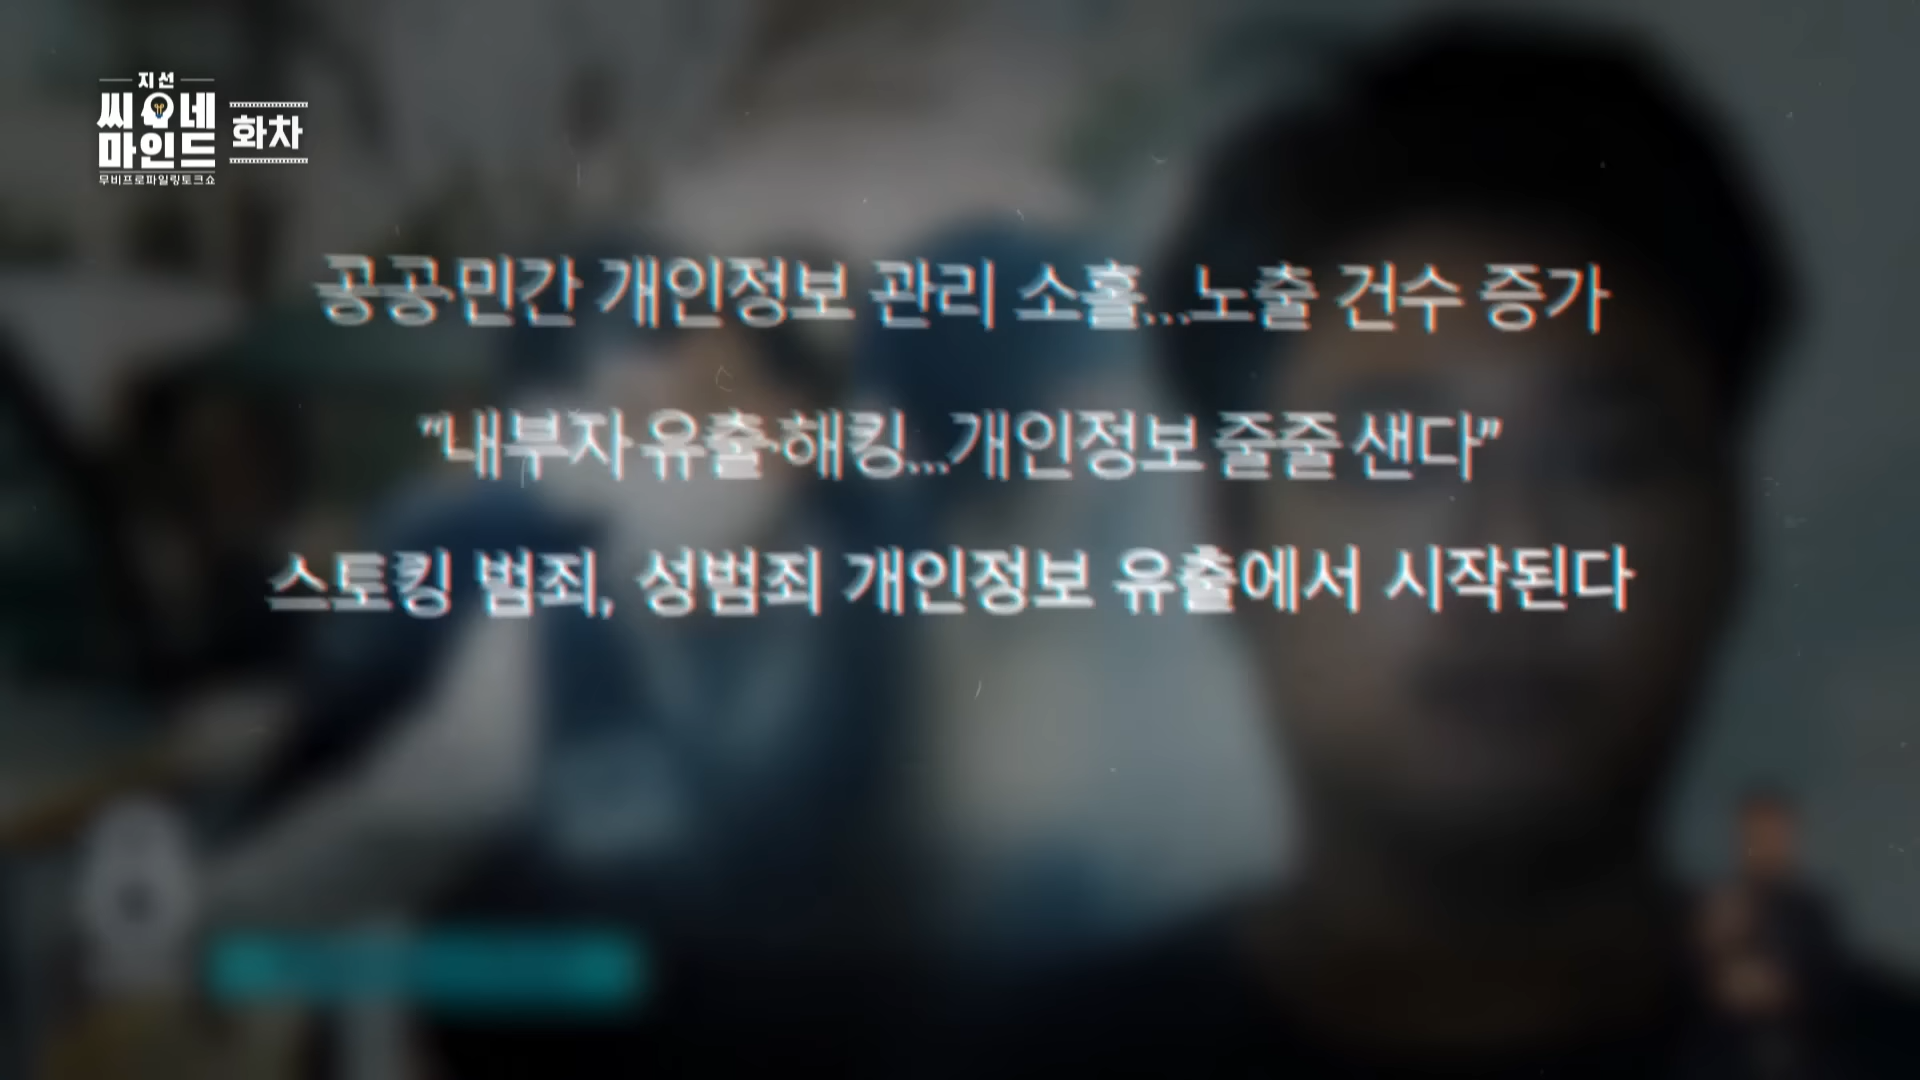 지선
씨네
마인드
무비프로파일링토크쇼
화차
공공·민간 개인정보 관리 소홀...노출 건수 증가
"내부자 유출·해킹...개인정보 줄줄 샌다"
스토킹 범죄, 성범죄 개인정보 유출에서 시작된다